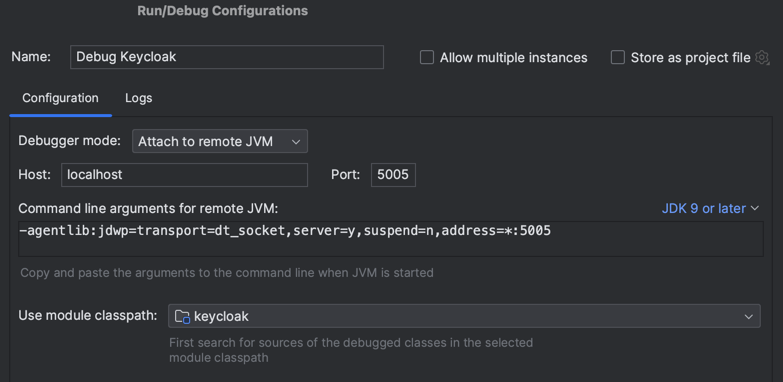 Run/Debug Configurations
Name: Debug Keycloak Allow multiple instances Store as project file
Configuration Logs
Debugger mode: Attach to remote JVM
Host: localhost Port: 5005
Command line arguments for remote JVM: JDK 9 or later
-agentlib:jdwp=transport=dt_socket,server=y,suspend=n,address=*:5005
Copy and paste the arguments to the command line when JVM is started
Use module classpath: keycloak
First search for sources of the debugged classes in the selected
module classpath